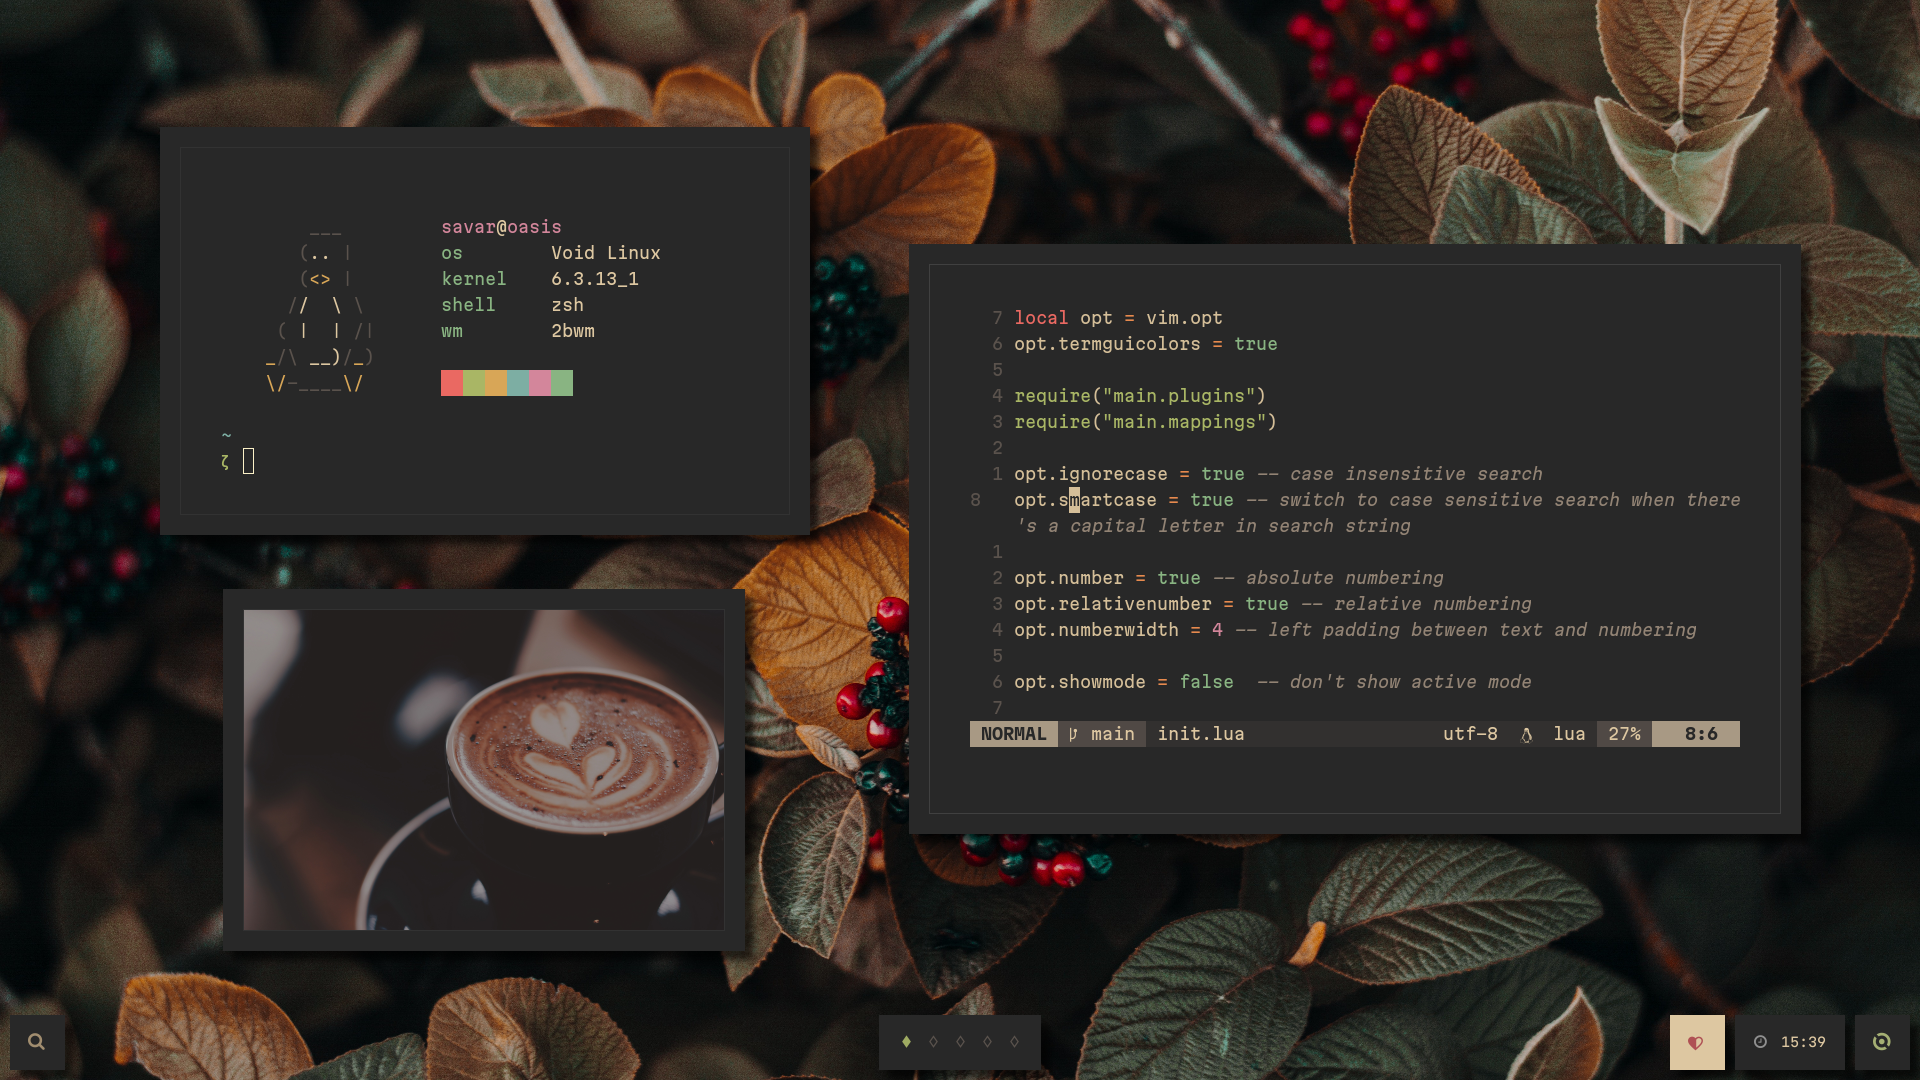 savar@oasis
os Void Linux
kernel 6.3.13_1
shell zsh
wm 2bwm
~
ζ
7 local opt = vim.opt
6 opt.termguicolors = true
5
4 require("main.plugins")
3 require("main.mappings")
2
1 opt.ignorecase = true -- case insensitive search
8 opt.smartcase = true -- switch to case sensitive search when there
's a capital letter in search string
1
2 opt.number = true -- absolute numbering
3 opt.relativenumber = true -- relative numbering
4 opt.numberwidth = 4 -- left padding between text and numbering
5
6 opt.showmode = false  -- don't show active mode
7
NORMAL main init.lua utf-8 lua 27% 8:6
15:39